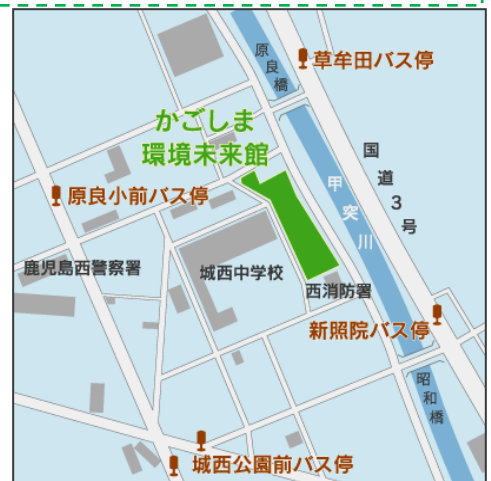 原良橋
草牟田バス停
かごしま
環境未来館
国道3号
甲突川
原良小前バス停
鹿児島西警察署
城西中学校
西消防署
新照院バス停
昭和橋
城西公園前バス停